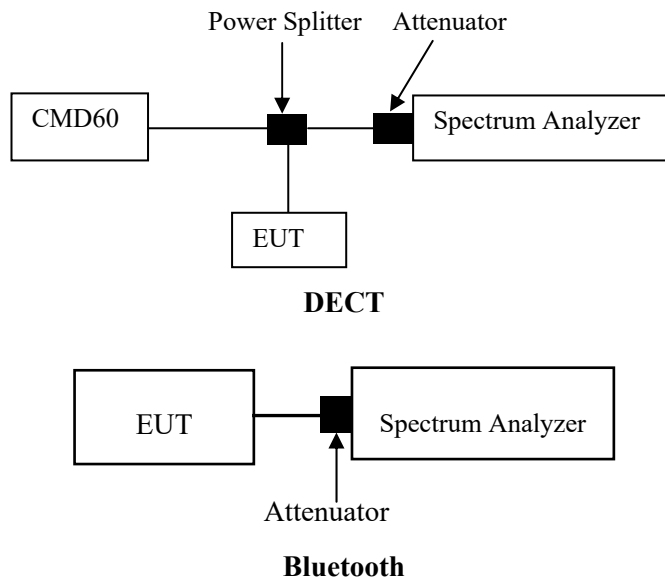 Power Splitter
Attenuator
CMD60
Spectrum Analyzer
EUT
DECT
EUT
Spectrum Analyzer
Attenuator
Bluetooth